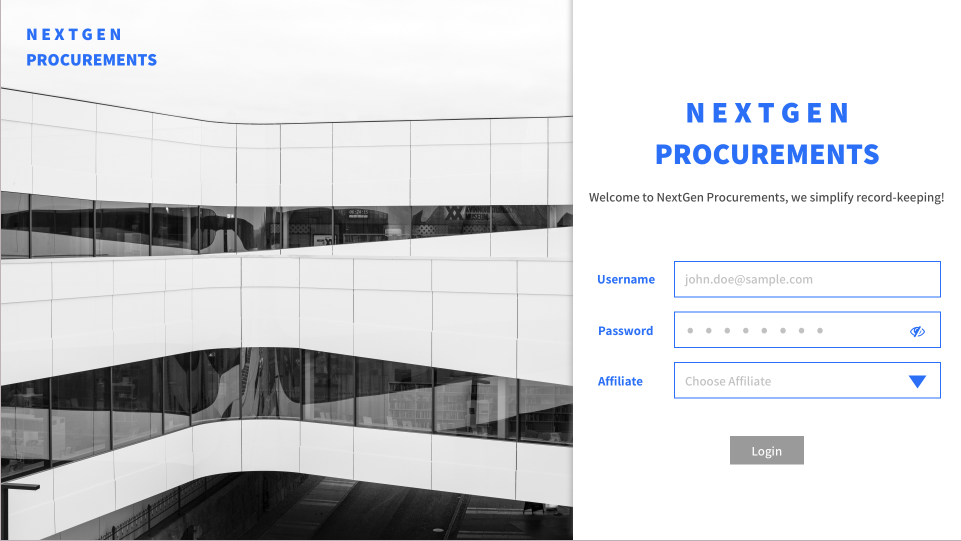 NEXTGEN
PROCUREMENTS
NEXTGEN
PROCUREMENTS
Welcome to NextGen Procurements, we simplify record-keeping!
Username
john.doe@sample.com
Password
Affiliate
Choose Affiliate
Login